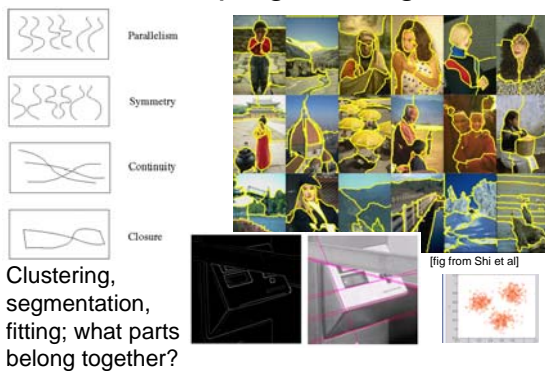 Parallelism
Symmetry
Continuity
Closure
[fig from Shi et al]
Clustering,
segmentation,
fitting; what parts
belong together?